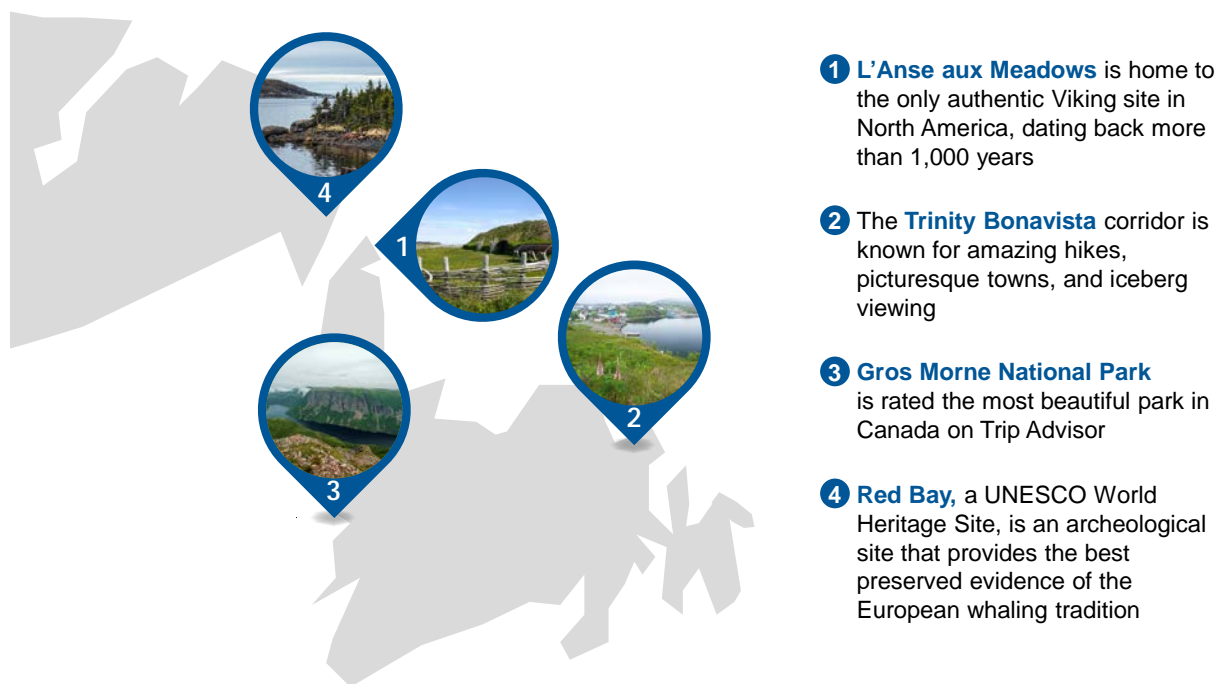 4
1
2
3
1 L’Anse aux Meadows is home to
the only authentic Viking site in
North America, dating back more
than 1,000 years
2 The Trinity Bonavista corridor is
known for amazing hikes,
picturesque towns, and iceberg
viewing
3 Gros Morne National Park
is rated the most beautiful park in
Canada on Trip Advisor
4 Red Bay, a UNESCO World
Heritage Site, is an archeological
site that provides the best
preserved evidence of the
European whaling tradition